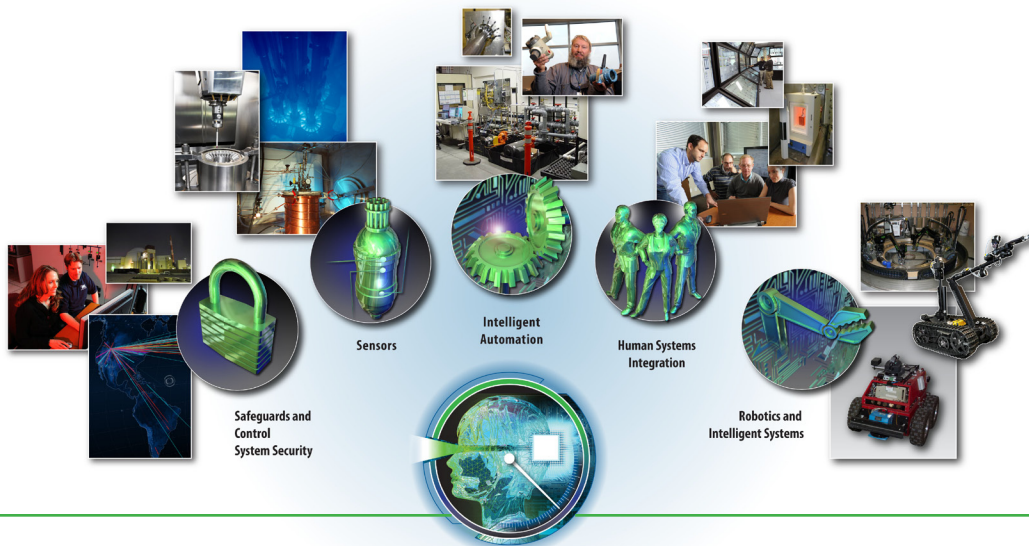 Safeguards and
Control
System Security
Sensors
Intelligent
Automation
Human Systems
Integration
Robotics and
Intelligent Systems